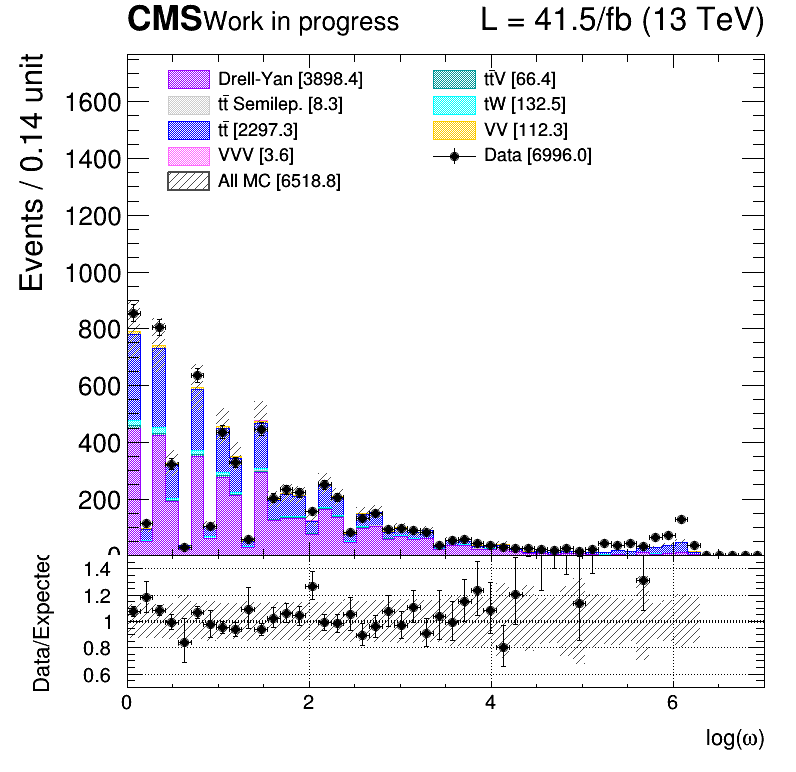 CMS Work in progress L = 41.5/fb (13 TeV)
Events / 0.14 unit
Drell-Yan [3898.4]
tt̄ Semilep. [8.3]
tt̄ [2297.3]
VVV [3.6]
All MC [6518.8]
tt̄V [66.4]
tW [132.5]
VV [112.3]
Data [6996.0]
1600
1400
1200
1000
800
600
400
200
0
Data/Expected
1.4
1.2
1
0.8
0.6
0 2 4 6
log(ω)